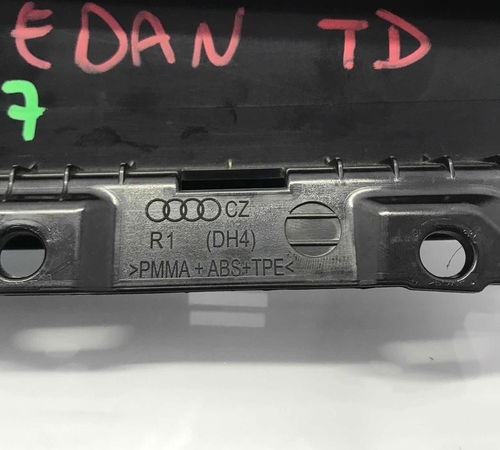 EDAN TD
7
CZ
R1 (DH4)
>PMMA + ABS+TPE<